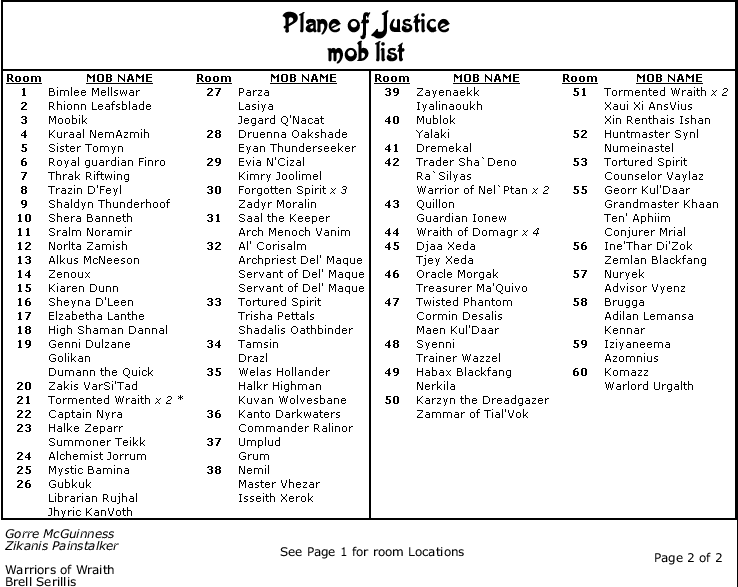 Plane of Justice
mob list
Room MOB NAME
1 Bimlee Mellswar
2 Rhionn Leafsblade
3 Moobik
4 Kuraal NemAzmih
5 Sister Tomyn
6 Royal guardian Finro
7 Thrak Riftwing
8 Trazin D'Feyl
9 Shaldyn Thunderhoof
10 Shera Banneth
11 Sralm Noramir
12 Norlta Zamish
13 Alkus McNeeson
14 Zenoux
15 Kiaren Dunn
16 Sheyna D'Leen
17 Elzabetha Lanthe
18 High Shaman Dannal
19 Genni Dulzane
Golikan
Dumann the Quick
20 Zakis VarSi'Tad
21 Tormented Wraith x 2 *
22 Captain Nyra
23 Halke Zeparr
Summoner Teikk
24 Alchemist Jorrum
25 Mystic Bamina
26 Gubkuk
Librarian Rujhal
Jhyric KanVoth
Room MOB NAME
27 Parza
Lasiya
Jegard Q'Nacat
28 Druenna Oakshade
Eyan Thunderseeker
29 Evia N'Cizal
Kimry Joolimel
30 Forgotten Spirit x 3
Zadyr Moralin
31 Saal the Keeper
Arch Menoch Vanim
32 Al' Corisalm
Archpriest Del' Maque
Servant of Del' Maque
Servant of Del' Maque
33 Tortured Spirit
Trisha Pettals
Shadalis Oathbinder
34 Tamsin
Drazl
35 Welas Hollander
Halkr Highman
Kuvan Wolvesbane
36 Kanto Darkwaters
Commander Ralinor
37 Umplud
Grum
38 Nemil
Master Vhezar
Isseith Xerok
Room MOB NAME
39 Zayenaekk
Iyalinaoukh
40 Mublok
Yalaki
41 Dremekal
42 Trader Sha`Deno
Ra`Silyas
Warrior of Nel`Ptan x 2
43 Quillon
Guardian Ionew
44 Wraith of Domagr x 4
45 Djaa Xeda
Tjey Xeda
46 Oracle Morgak
Treasurer Ma'Quivo
47 Twisted Phantom
Cormin Desalis
Maen Kul'Daar
48 Syenni
Trainer Wazzel
49 Habax Blackfang
Nerkila
50 Karzyn the Dreadgazer
Zammar of Tial'Vok
Room MOB NAME
51 Tormented Wraith x 2
Xaui Xi AnsVius
Xin Renthais Ishan
52 Huntmaster Synl
Numeinastel
53 Tortured Spirit
Counselor Vaylaz
55 Georr Kul'Daar
Grandmaster Khaan
Ten' Aphiim
Conjurer Mrial
56 Ine'Thar Di'Zok
Zemlan Blackfang
57 Nuryek
Advisor Vyenz
58 Brugga
Adilan Lemansa
Kennar
59 Iziyaneema
Azomnius
60 Komazz
Warlord Urgalth
Gorre McGuinness
Zikanis Painstalker
Warriors of Wraith
Brell Serillis
See Page 1 for room Locations
Page 2 of 2